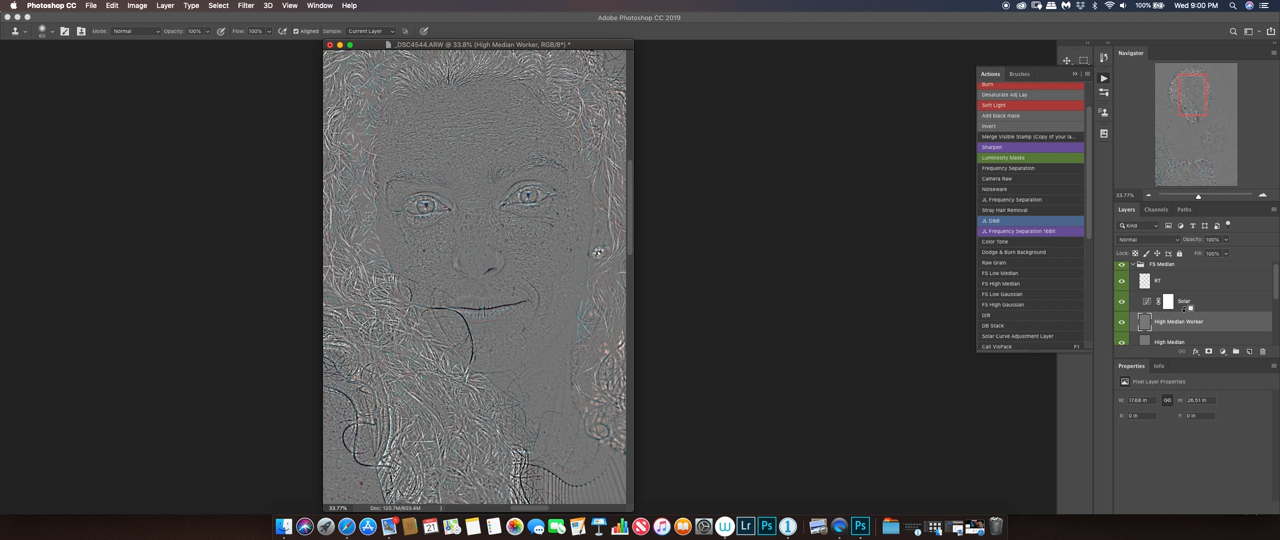 Photoshop CC File Edit Image Layer Type Select Filter 3D View Window Help 100% Wed 9:00 PM
Adobe Photoshop CC 2019
Mode: Normal Opacity: 100% Flow: 100% Aligned Sample: Current Layer
_DSC4544.ARW @ 33.8% (High Median Worker, RGB/8*) *
Navigator
33.77%
Actions Brushes
Burn
Desaturate Adj Lay
Soft Light
Add black mask
Invert
Merge Visible Stamp (Copy of your la...
Sharpen
Luminosity Masks
Frequency Separation
Camera Raw
Noiseware
JL Frequency Separation
Stray Hair Removal
JL D&B
JL Frequency Separation 16Bit
Color Tone
Dodge & Burn Background
Raw Grain
FS Low Median
FS High Median
FS Low Gaussian
FS High Gaussian
D/B
DB Stack
Solar Curve Adjustment Layer
Call VisPack F1
Layers Channels Paths
Kind
Normal Opacity: 100%
Lock: Fill: 100%
FS Median
RT
Solar
High Median Worker
High Median
fx
Properties Info
Pixel Layer Properties
W: 17.68 in H: 26.51 in
X: 0 in Y: 0 in
33.77% Doc: 120.7M/603.4M